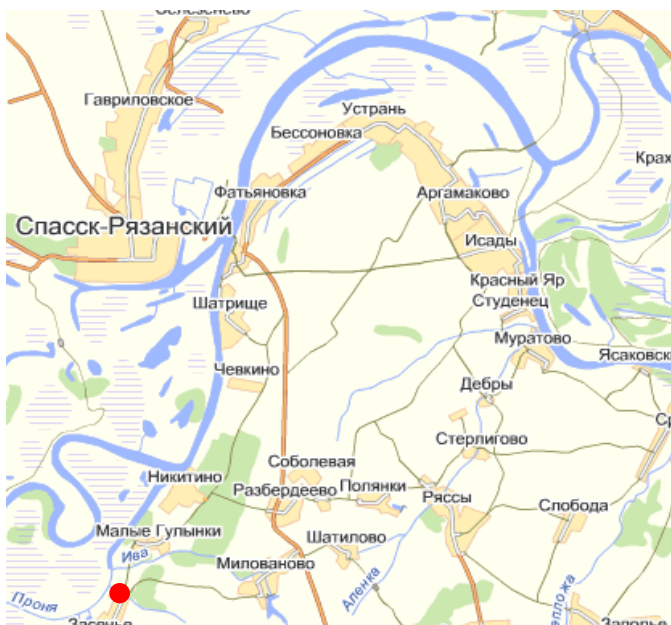 Гавриловское
Устрань
Бессоновка
Фатьяновка
Аргамаково
Спасск-Рязанский
Исады
Красный Яр
Студенец
Шатрище
Муратово
Чевкино
Дебры
Стерлигово
Соболевая
Никитино
Разбердеево
Полянки
Ряссы
Слобода
Малые Гулынки
Шатилово
Ива
Милованово
Аленка
Проня